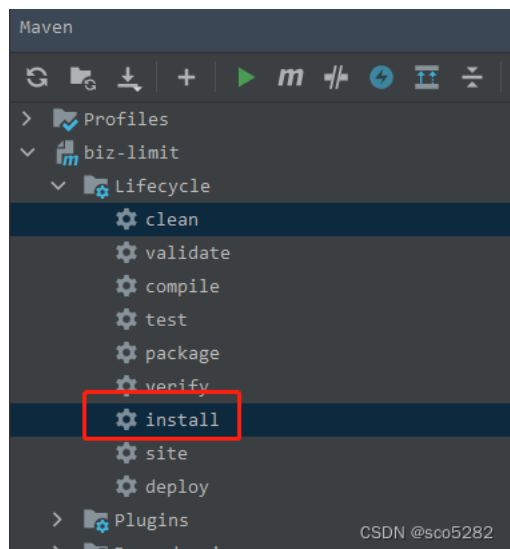 Maven
m
Profiles
biz-limit
Lifecycle
clean
validate
compile
test
package
verify
install
site
deploy
Plugins
CSDN @sco5282